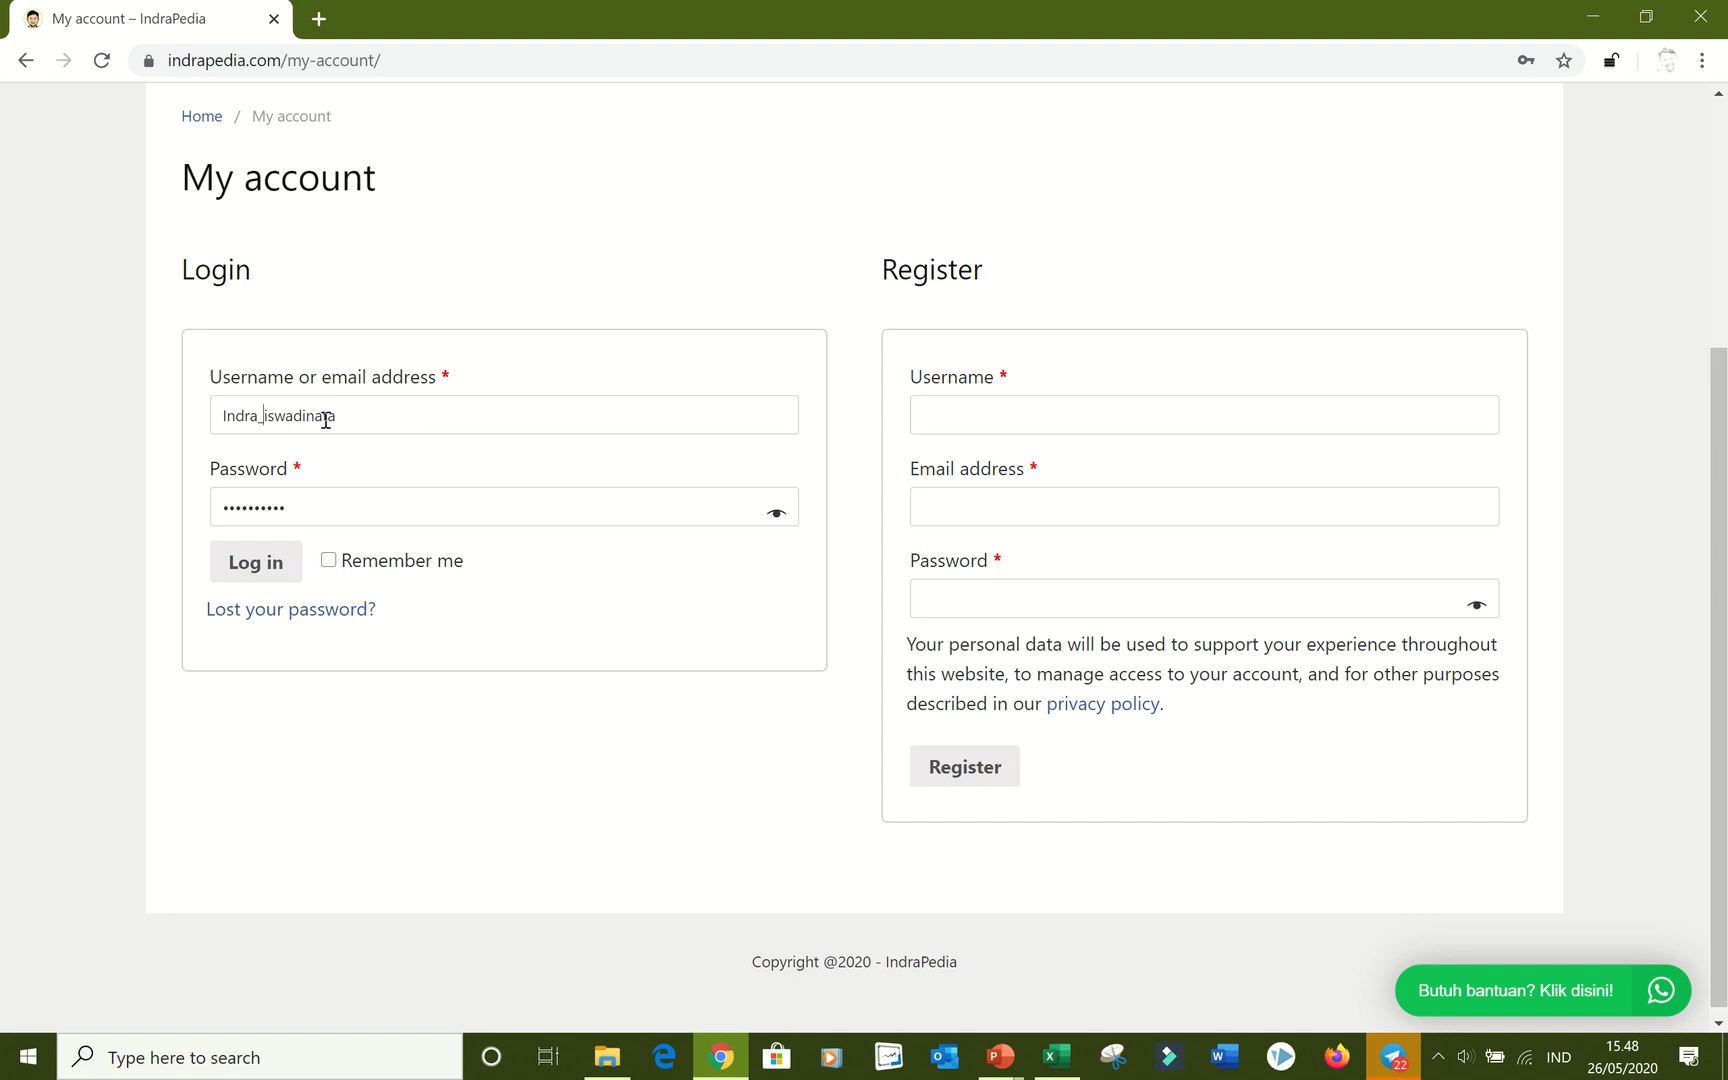 My account – IndraPedia
indrapedia.com/my-account/
Home / My account
My account
Login
Register
Username or email address *
Indra_iswadinata
Password *
••••••••••
Log in
Remember me
Lost your password?
Username *
Email address *
Password *
Your personal data will be used to support your experience throughout
this website, to manage access to your account, and for other purposes
described in our privacy policy.
Register
Copyright @2020 - IndraPedia
Butuh bantuan? Klik disini!
Type here to search
22
IND
15.48
26/05/2020